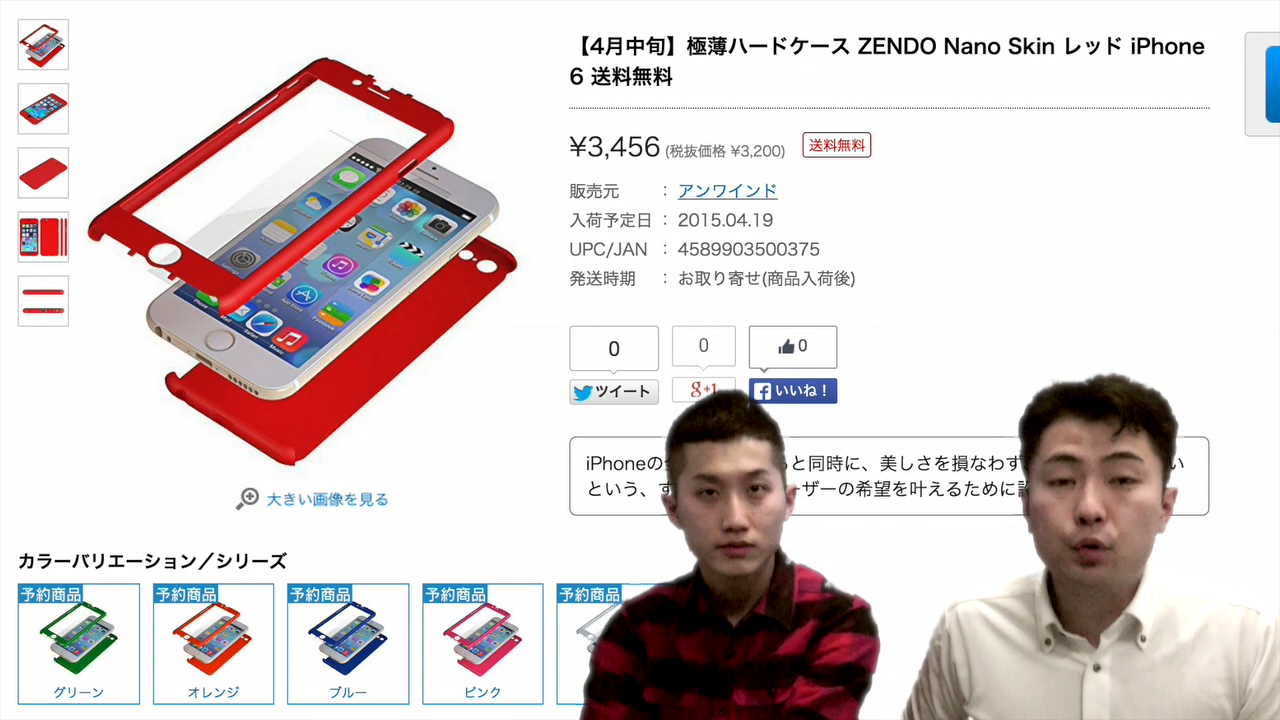 【4月中旬】極薄ハードケース ZENDO Nano Skin レッド iPhone
6 送料無料
¥3,456 (税抜価格 ¥3,200) 送料無料
販売元 : アンワインド
入荷予定日 : 2015.04.19
UPC/JAN : 4589903500375
発送時期 : お取り寄せ(商品入荷後)
0 0 0
ツイート g+1 いいね！
iPhoneの と同時に、美しさを損なわず い
という、す ーザーの希望を叶えるために
大きい画像を見る
カラーバリエーション／シリーズ
予約商品 予約商品 予約商品 予約商品 予約商品
グリーン オレンジ ブルー ピンク